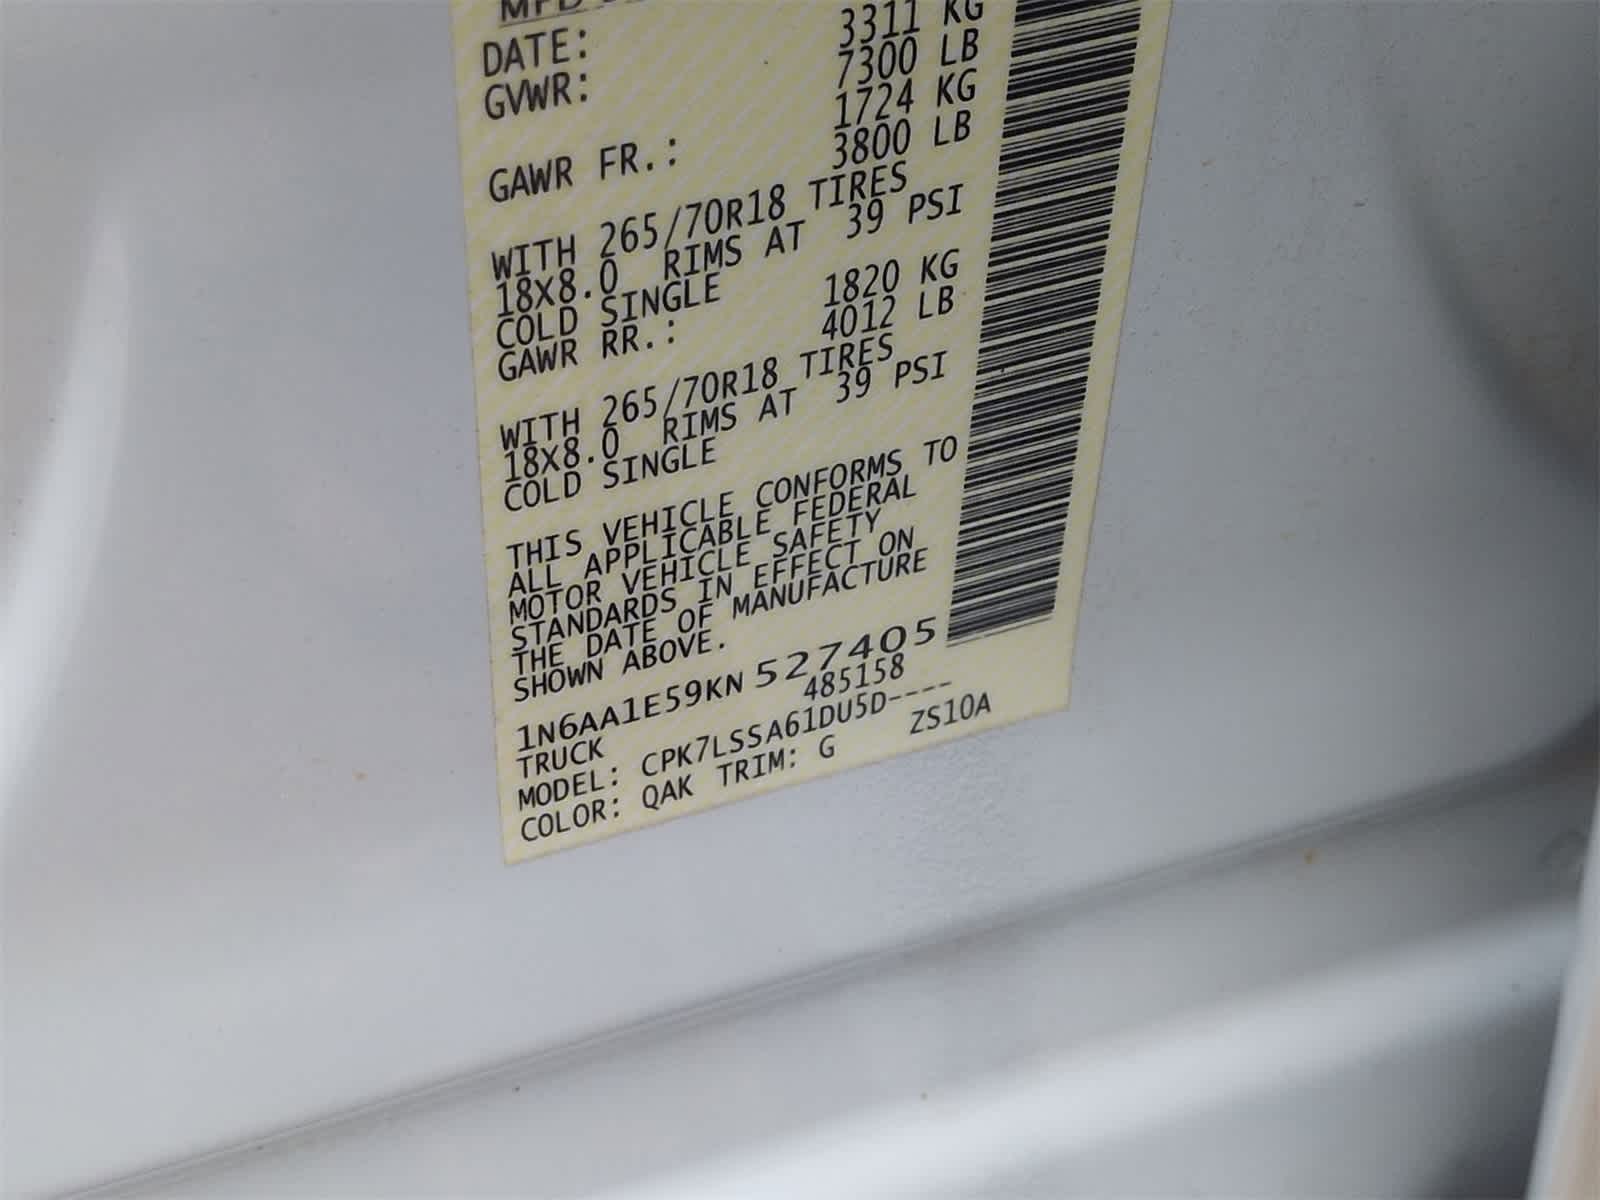 DATE:
GVWR: 3311 KG
7300 LB
GAWR FR.: 1724 KG
3800 LB
WITH 265/70R18 TIRES
18X8.0 RIMS AT 39 PSI
COLD SINGLE
GAWR RR.: 1820 KG
4012 LB
WITH 265/70R18 TIRES
18X8.0 RIMS AT 39 PSI
COLD SINGLE
THIS VEHICLE CONFORMS TO
ALL APPLICABLE FEDERAL
MOTOR VEHICLE SAFETY
STANDARDS IN EFFECT ON
THE DATE OF MANUFACTURE
SHOWN ABOVE.
1N6AA1E59KN527405
TRUCK 485158
MODEL: CPK7LSSA61DU5D----
COLOR: QAK TRIM: G ZS10A